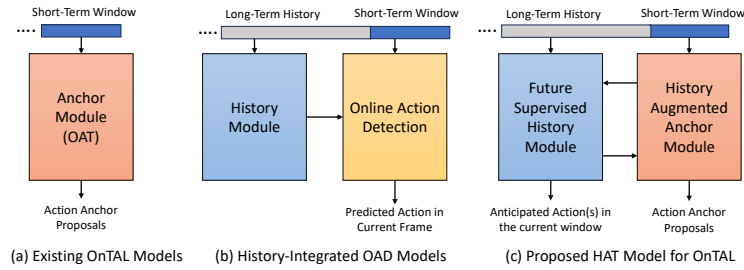 Short-Term Window
....
Anchor
Module
(OAT)
Action Anchor
Proposals
(a) Existing OnTAL Models
Long-Term History
Short-Term Window
....
History
Module
Online Action
Detection
Predicted Action in
Current Frame
(b) History-Integrated OAD Models
Long-Term History
Short-Term Window
....
Future
Supervised
History
Module
History
Augmented
Anchor
Module
Anticipated Action(s) in
the current window
Action Anchor
Proposals
(c) Proposed HAT Model for OnTAL